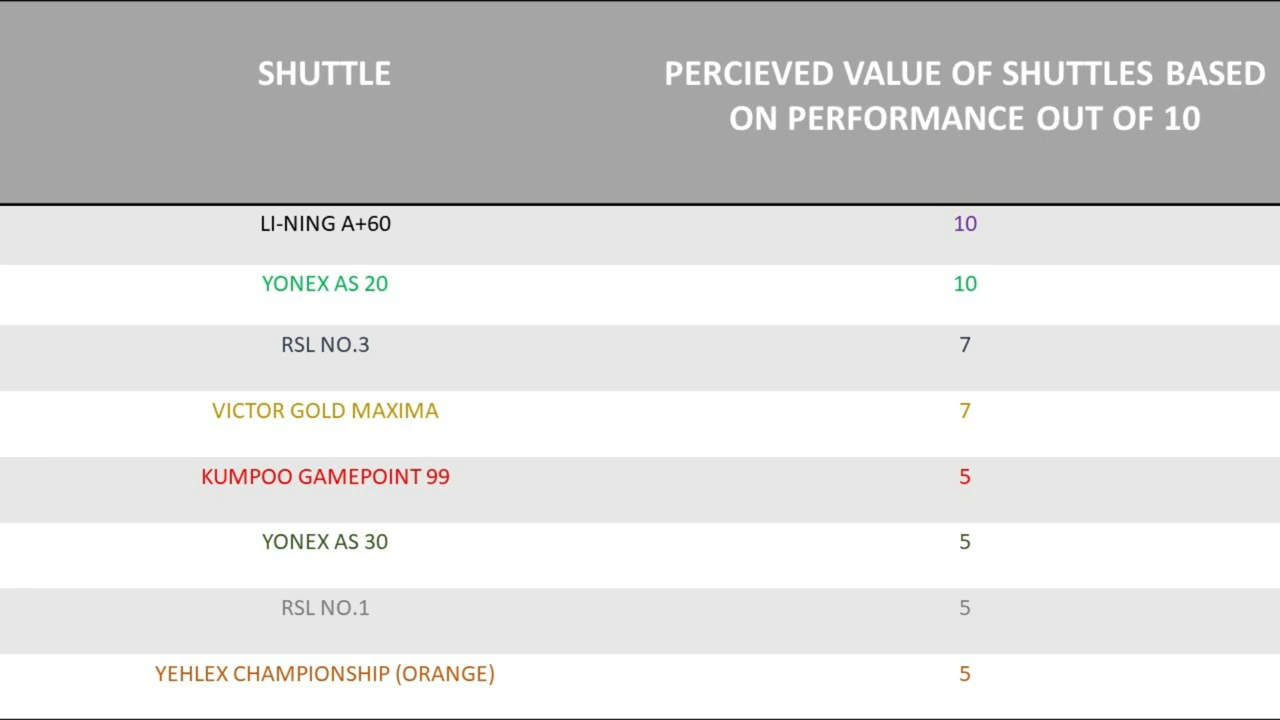 SHUTTLE
PERCIEVED VALUE OF SHUTTLES BASED
ON PERFORMANCE OUT OF 10
LI-NING A+60 10
YONEX AS 20 10
RSL NO.3 7
VICTOR GOLD MAXIMA 7
KUMPOO GAMEPOINT 99 5
YONEX AS 30 5
RSL NO.1 5
YEHLEX CHAMPIONSHIP (ORANGE) 5